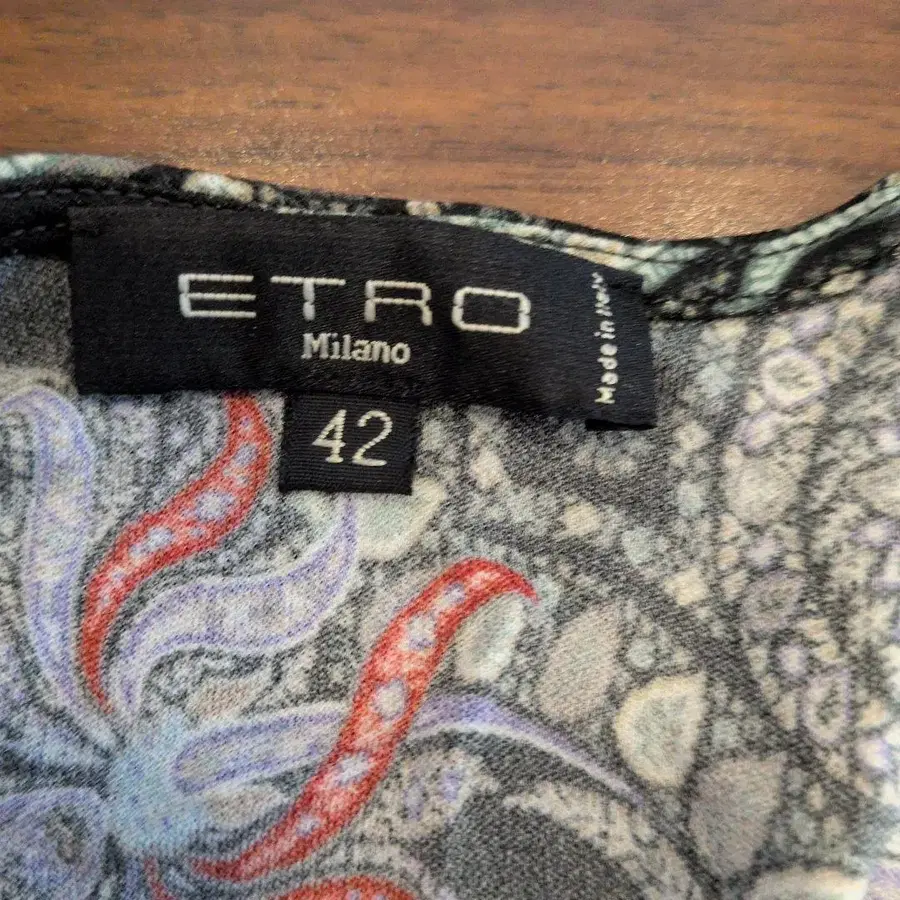 ETRO
Milano
Made in Italy
42